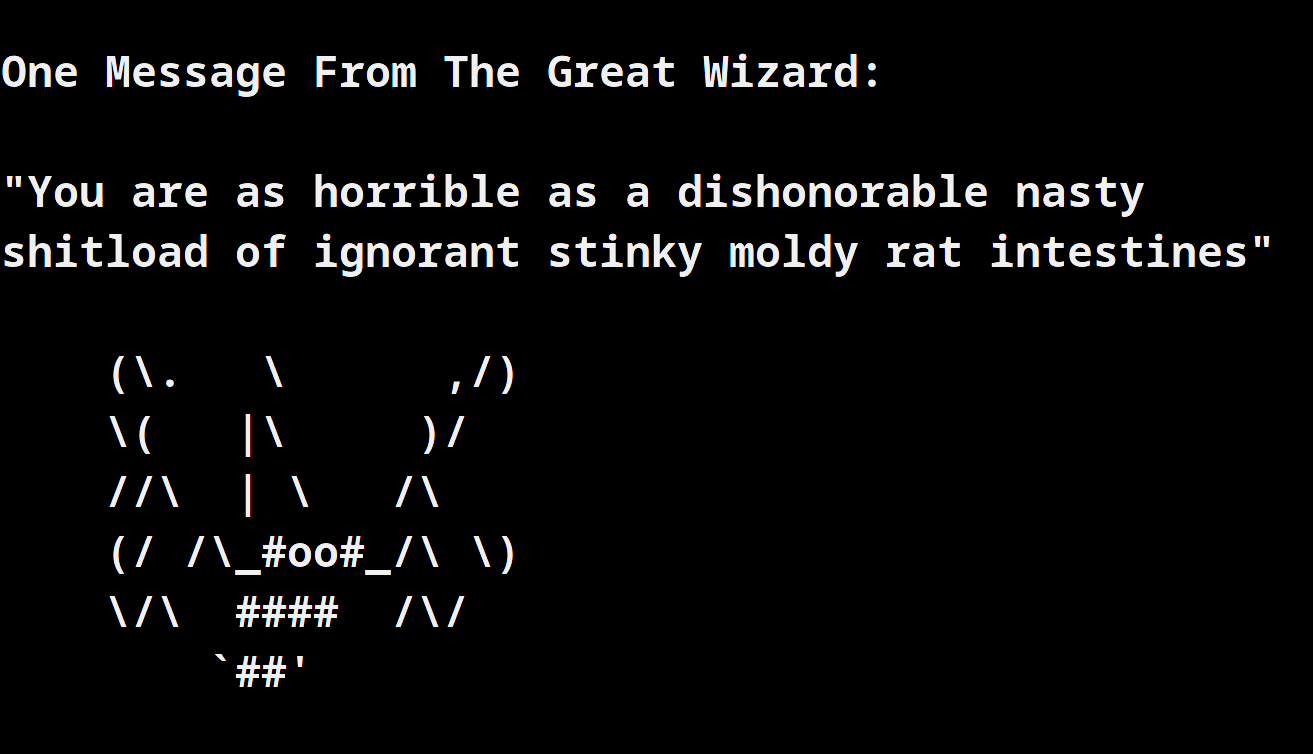 One Message From The Great Wizard:
"You are as horrible as a dishonorable nasty
shitload of ignorant stinky moldy rat intestines"
(\.   \      ,/)
\(   |\     )/
//\  | \   /\
(/ /\_#oo#_/\ \)
\/\  ####  /\/
`##'